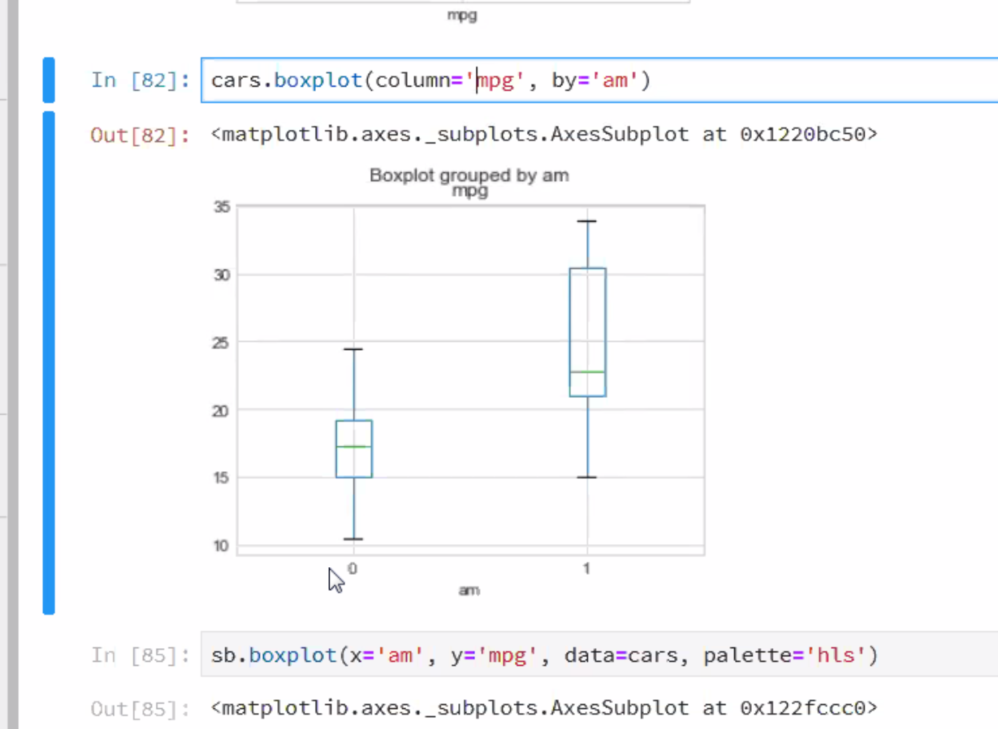 mpg
In [82]: cars.boxplot(column='mpg', by='am')
Out[82]: <matplotlib.axes._subplots.AxesSubplot at 0x1220bc50>
Boxplot grouped by am
mpg
35
30
25
20
15
10
0 1
am
In [85]: sb.boxplot(x='am', y='mpg', data=cars, palette='hls')
Out[85]: <matplotlib.axes._subplots.AxesSubplot at 0x122fccc0>